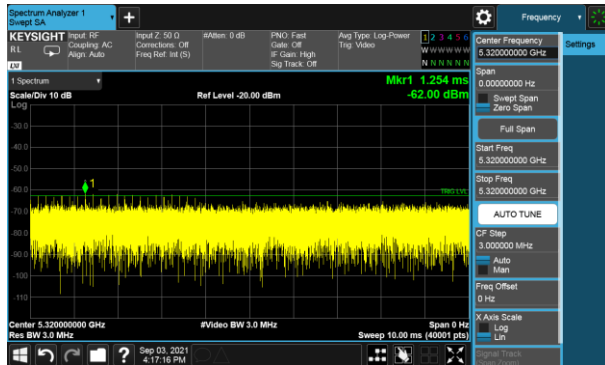 Spectrum Analyzer 1
Swept SA
Frequency
KEYSIGHT
RL
Input: RF
Coupling: AC
Align: Auto
Input Z: 50 Ω
Corrections: Off
Freq Ref: Int (S)
#Atten: 0 dB
PNO: Fast
Gate: Off
IF Gain: High
Sig Track: Off
Avg Type: Log-Power
Trig: Video
1 2 3 4 5 6
W W W W W W
N N N N N N
LXI
1 Spectrum
Scale/Div 10 dB
Log
Ref Level -20.00 dBm
Mkr1 1.254 ms
-62.00 dBm
-30.0
-40.0
-50.0
-60.0
-70.0
-80.0
-90.0
-100
-110
1
TRIG LVL
Center 5.320000000 GHz
Res BW 3.0 MHz
#Video BW 3.0 MHz
Span 0 Hz
Sweep 10.00 ms (40001 pts)
Center Frequency
5.320000000 GHz
Settings
Span
0.00000000 Hz
Swept Span
Zero Span
Full Span
Start Freq
5.320000000 GHz
Stop Freq
5.320000000 GHz
AUTO TUNE
CF Step
3.000000 MHz
Auto
Man
Freq Offset
0 Hz
X Axis Scale
Log
Lin
Signal Track
(Span Zoom)
?
Sep 03, 2021
4:17:16 PM